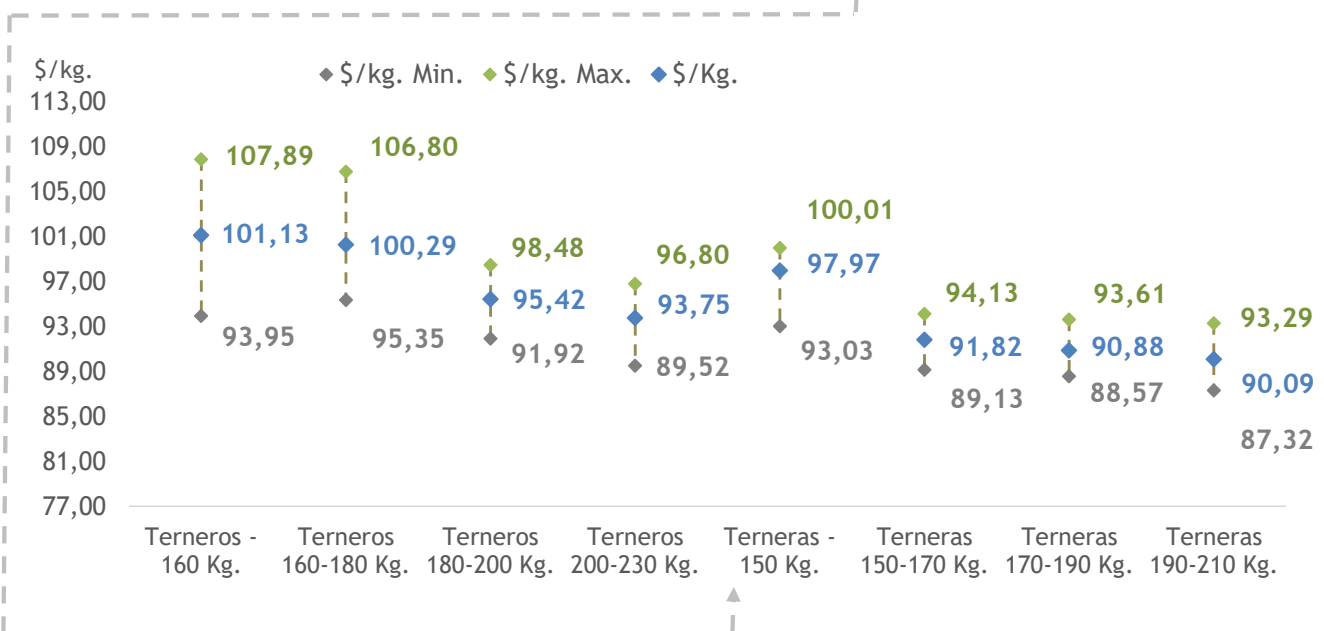 $/kg.
$/kg. Min. $/kg. Max. $/Kg.
113,00
109,00
105,00
101,00
97,00
93,00
89,00
85,00
81,00
77,00
107,89
101,13
93,95
106,80
100,29
95,35
98,48
95,42
91,92
96,80
93,75
89,52
100,01
97,97
93,03
94,13
91,82
89,13
93,61
90,88
88,57
93,29
90,09
87,32
Terneros -
160 Kg.
Terneros
160-180 Kg.
Terneros
180-200 Kg.
Terneros
200-230 Kg.
Terneras -
150 Kg.
Terneras
150-170 Kg.
Terneras
170-190 Kg.
Terneras
190-210 Kg.